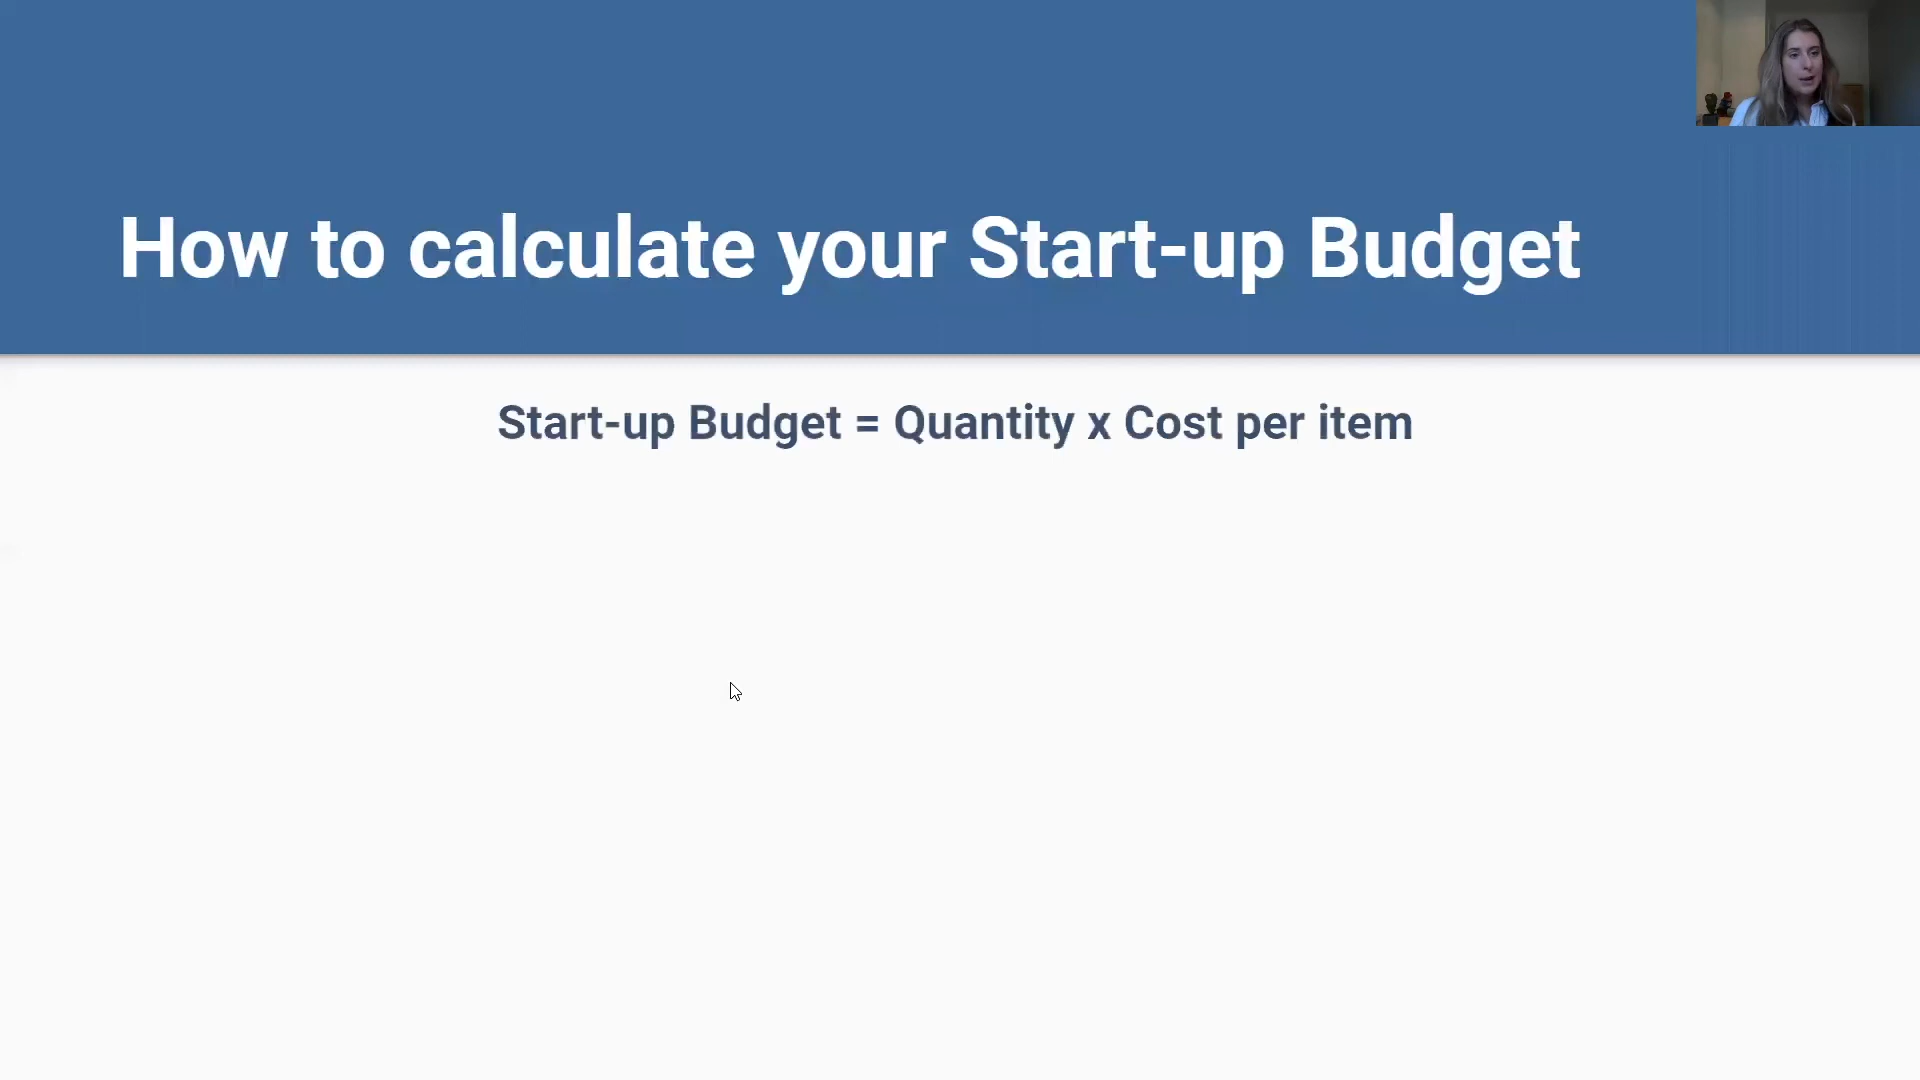 How to calculate your Start-up Budget
Start-up Budget = Quantity x Cost per item